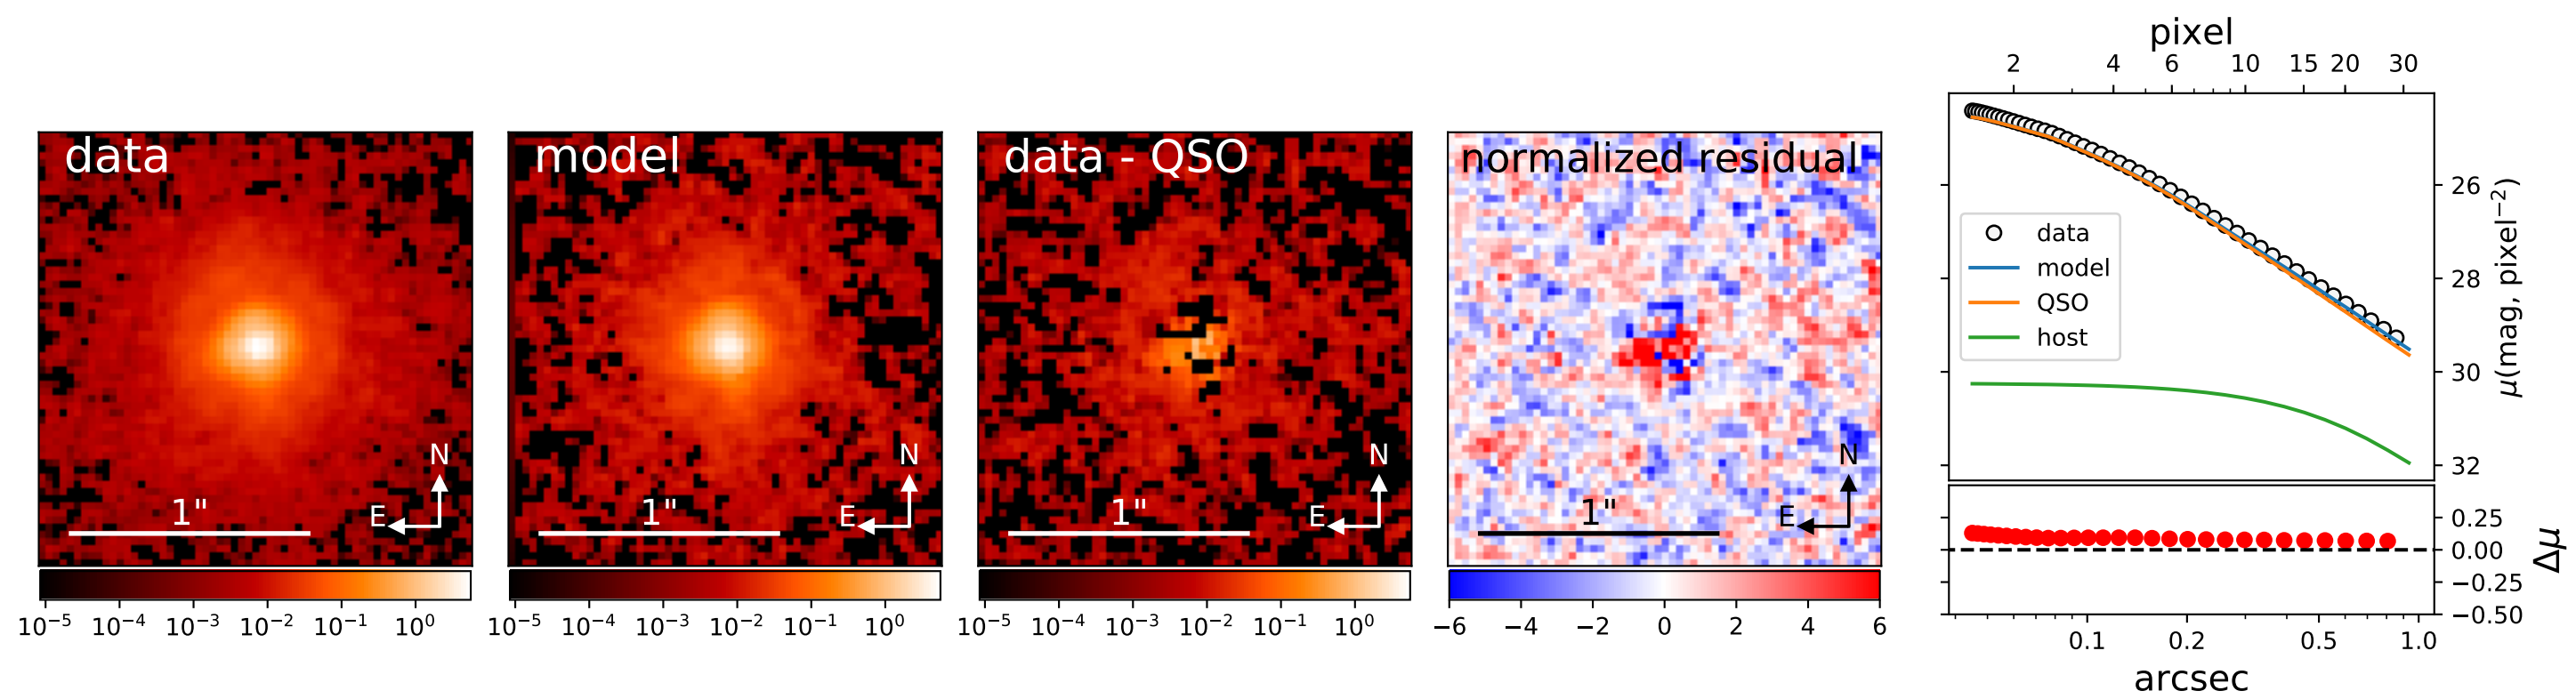 data
N
E
1"
10⁻⁵ 10⁻⁴ 10⁻³ 10⁻² 10⁻¹ 10⁰
model
N
E
1"
10⁻⁵ 10⁻⁴ 10⁻³ 10⁻² 10⁻¹ 10⁰
data - QSO
N
E
1"
10⁻⁵ 10⁻⁴ 10⁻³ 10⁻² 10⁻¹ 10⁰
normalized residual
N
E
1"
−6 −4 −2 0 2 4 6
pixel
2 4 6 10 15 20 30
data
model
QSO
host
26
28
30
32
μ(mag, pixel⁻²)
0.25
0.00
−0.25
−0.50
Δμ
0.1 0.2 0.5 1.0
arcsec